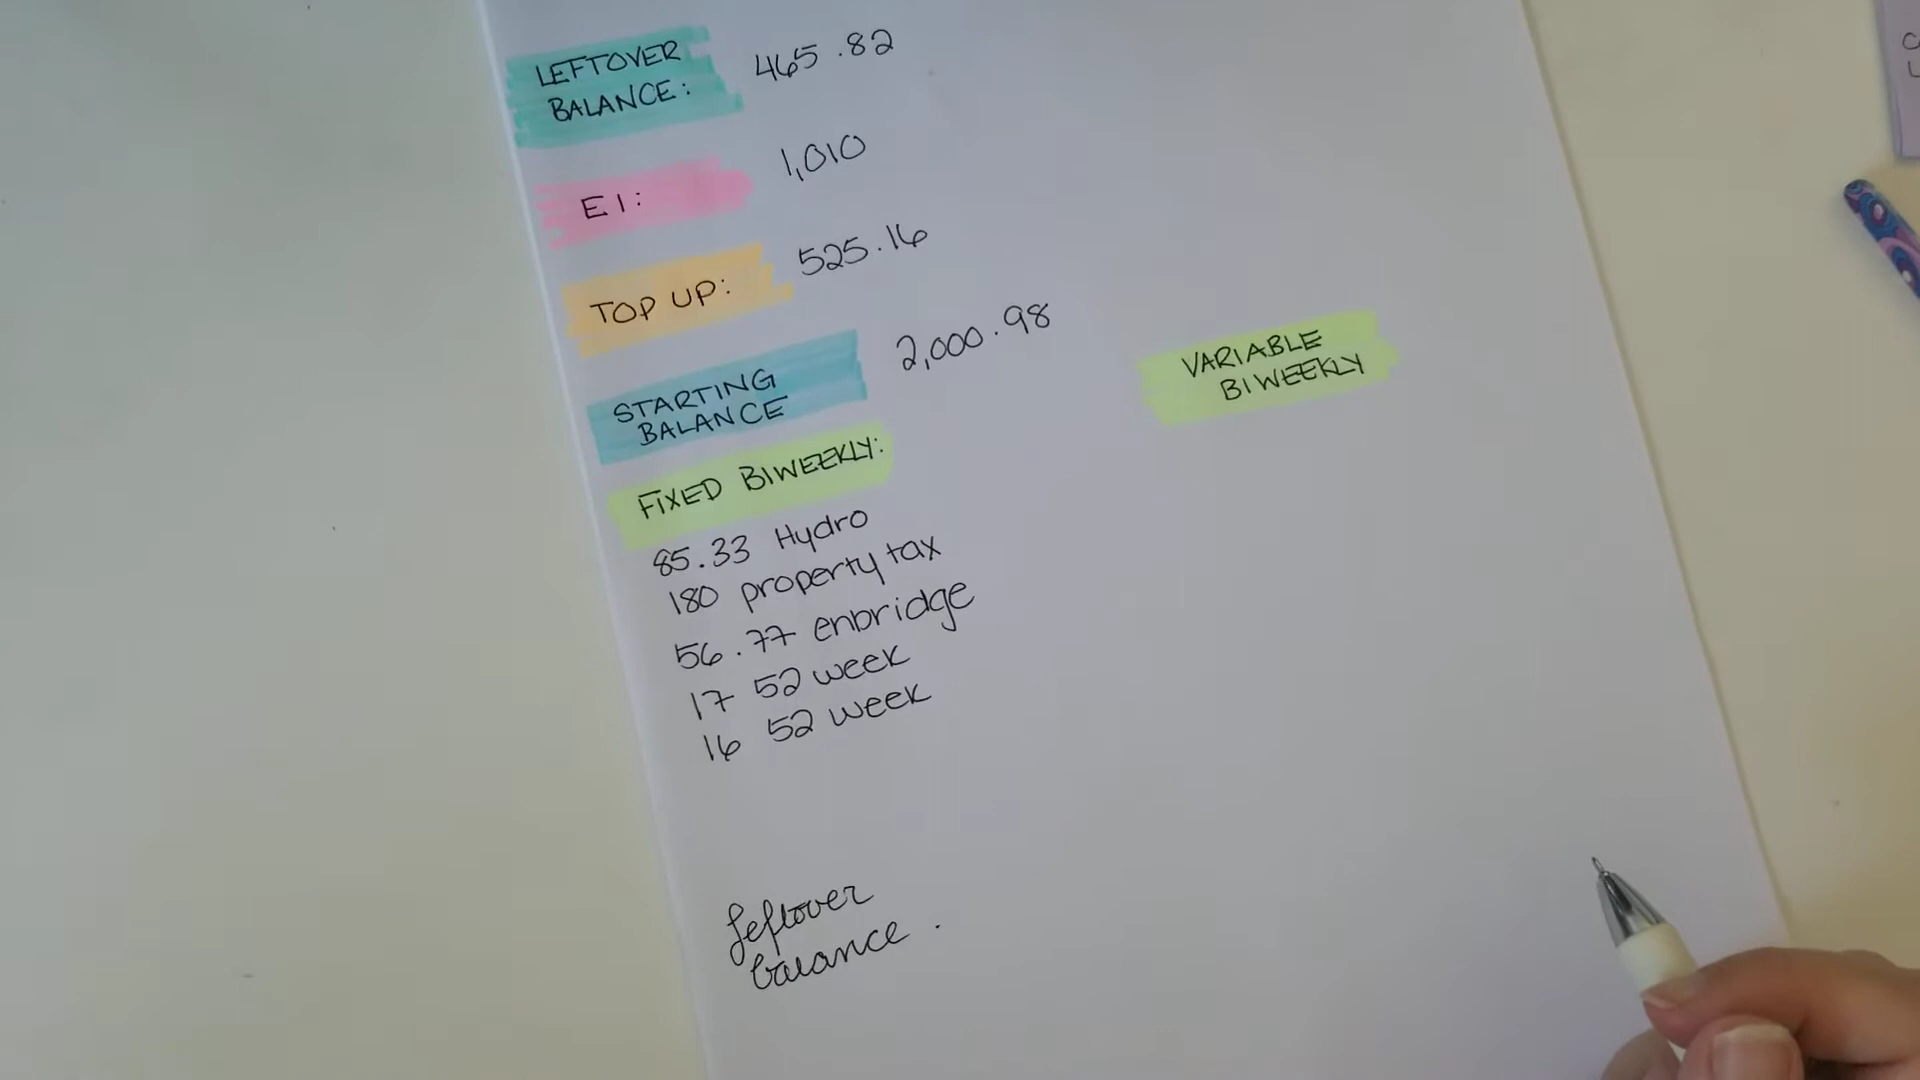 LEFTOVER
BALANCE:
465.82
EI:
1,010
TOP UP:
525.16
STARTING
BALANCE
2,000.98
VARIABLE
BIWEEKLY
FIXED BIWEEKLY:
85.33 Hydro
180 property tax
56.77 enbridge
17 52 week
16 52 week
leftover
balance.